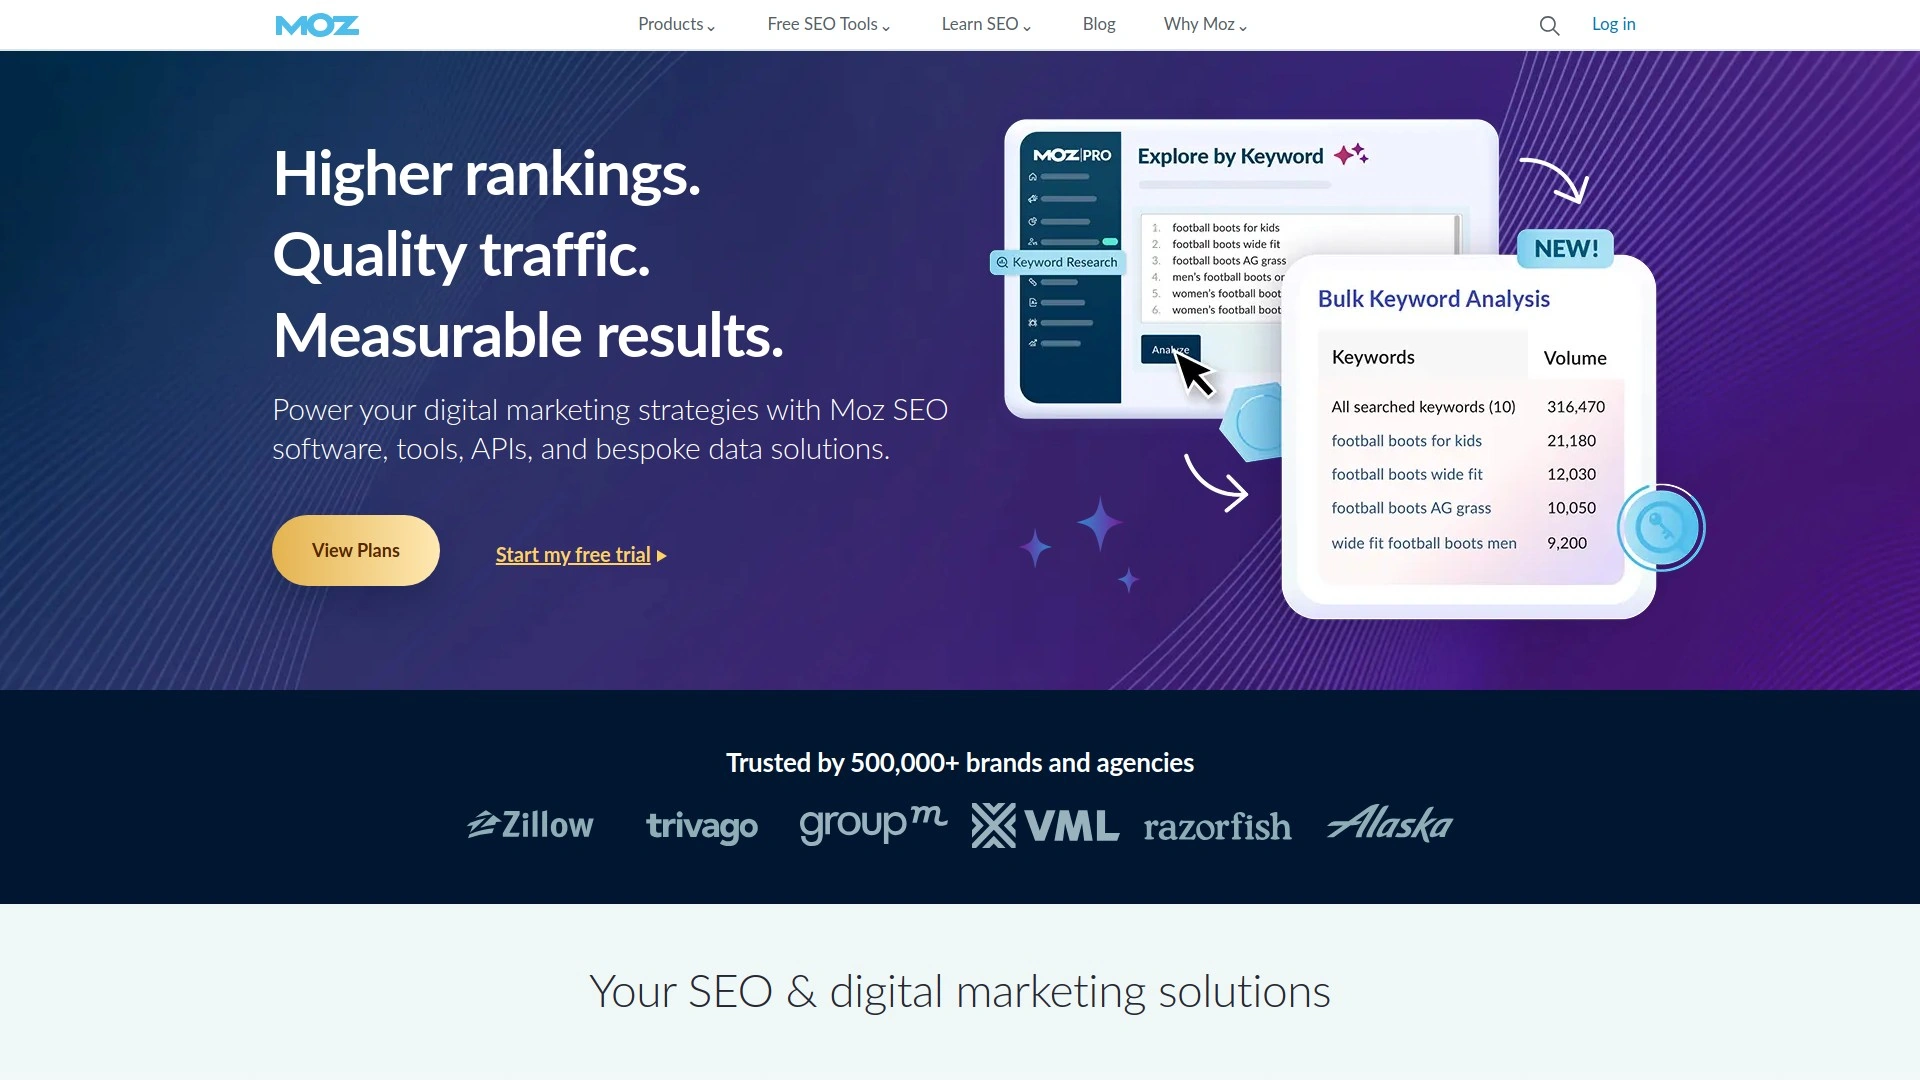 MOZ
Products
Free SEO Tools
Learn SEO
Blog
Why Moz
Log in
Higher rankings.
Quality traffic.
Measurable results.
Power your digital marketing strategies with Moz SEO
software, tools, APIs, and bespoke data solutions.
View Plans
Start my free trial
MOZ|PRO
Keyword Research
Explore by Keyword
1. football boots for kids
2. football boots wide fit
3. football boots AG grass
4. men's football boots or
5. women's football boot
6. women's football boot
Analyze
NEW!
Bulk Keyword Analysis
Keywords Volume
All searched keywords (10) 316,470
football boots for kids 21,180
football boots wide fit 12,030
football boots AG grass 10,050
wide fit football boots men 9,200
Trusted by 500,000+ brands and agencies
Zillow
trivago
groupm
VML
razorfish
Alaska
Your SEO & digital marketing solutions